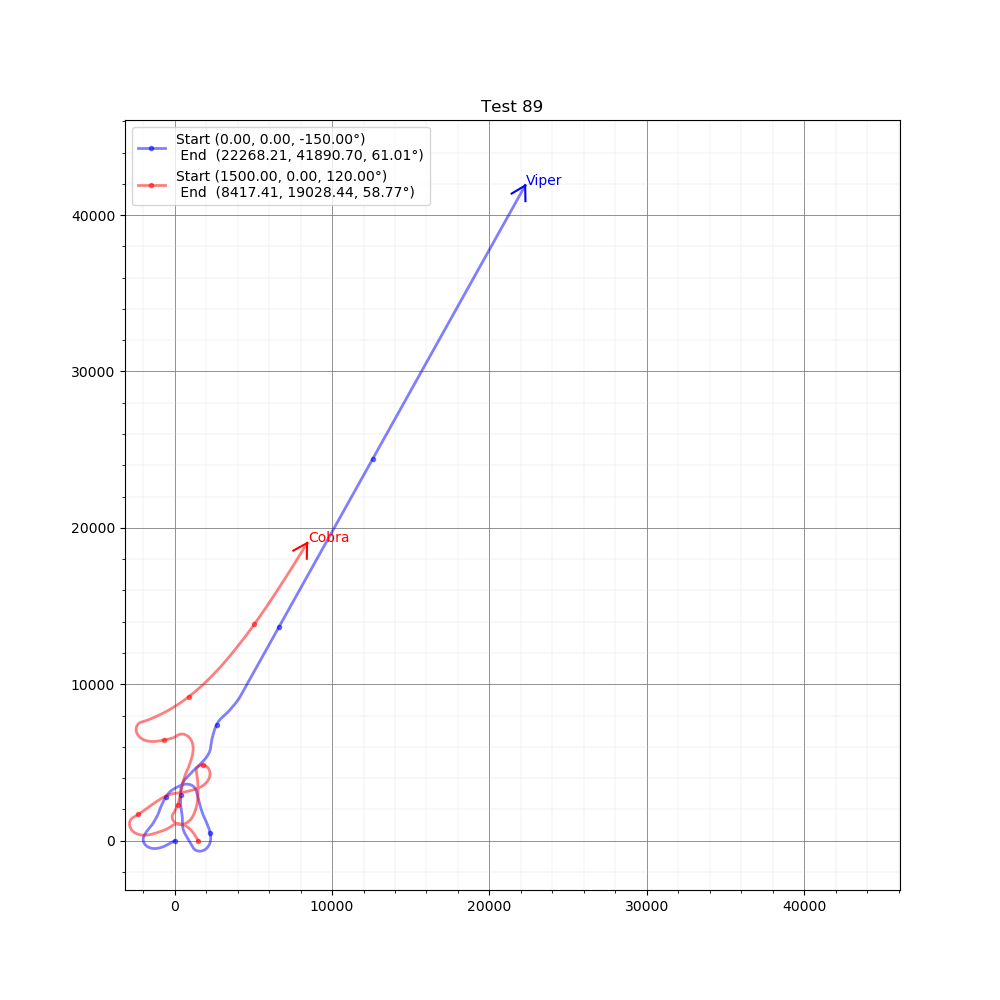 Test 89
Start (0.00, 0.00, -150.00°)
End  (22268.21, 41890.70, 61.01°)
Start (1500.00, 0.00, 120.00°)
End  (8417.41, 19028.44, 58.77°)
Viper
Cobra
40000
30000
20000
10000
0
0 10000 20000 30000 40000